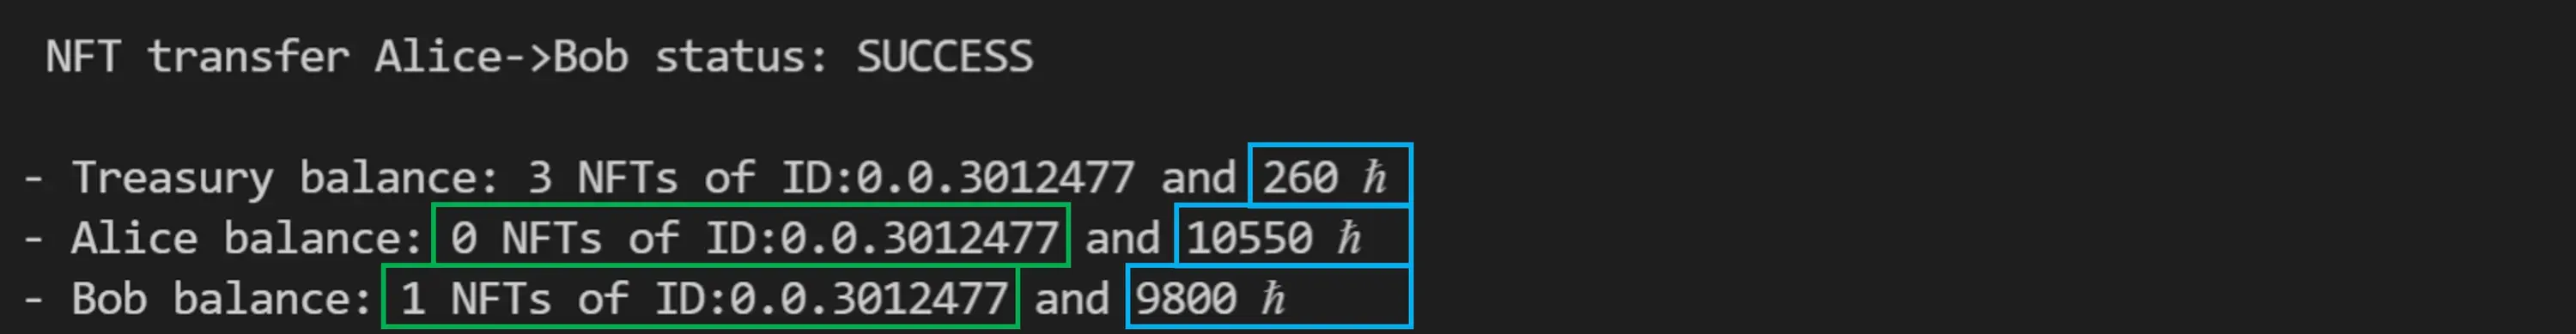 NFT transfer Alice->Bob status: SUCCESS
- Treasury balance: 3 NFTs of ID:0.0.3012477 and 260 ℏ
- Alice balance: 0 NFTs of ID:0.0.3012477 and 10550 ℏ
- Bob balance: 1 NFTs of ID:0.0.3012477 and 9800 ℏ